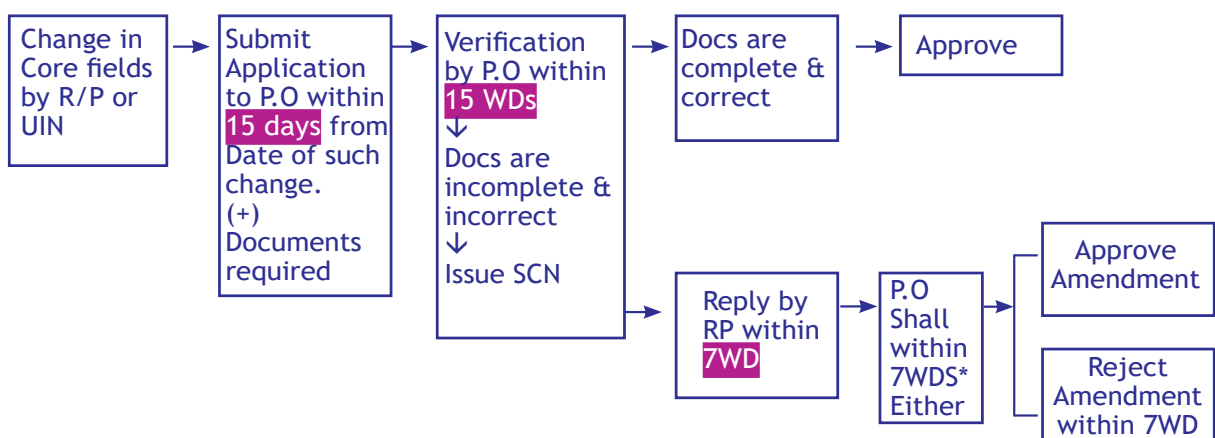 Change in
Core fields
by R/P or
UIN
Submit
Application
to P.O within
15 days from
Date of such
change.
(+)
Documents
required
Verification
by P.O within
15 WDs
↓
Docs are
incomplete &
incorrect
↓
Issue SCN
Docs are
complete &
correct
Approve
Reply by
RP within
7WD
P.O
Shall
within
7WDS*
Either
Approve
Amendment
Reject
Amendment
within 7WD